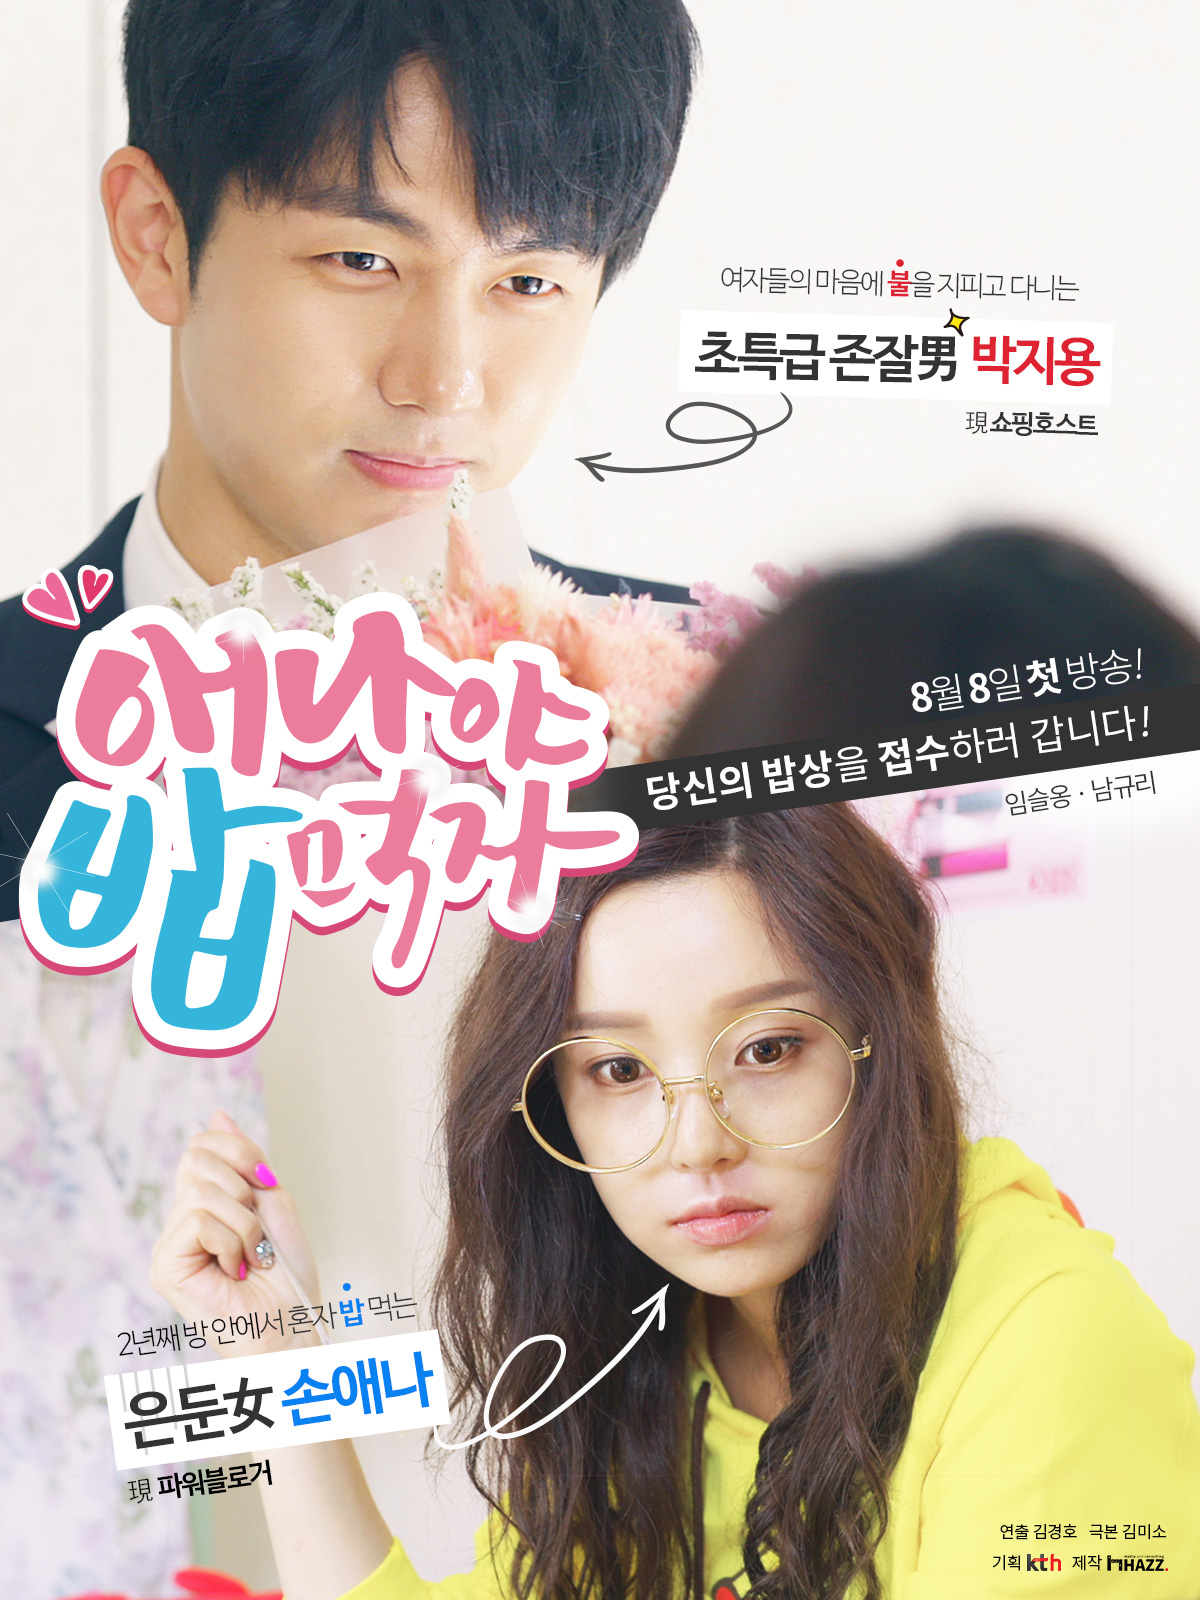 여자들의 마음에 불을 지피고 다니는
초특급 존잘男 박지용
現 쇼핑호스트
애나야
밥 먹자
8월 8일 첫 방송!
당신의 밥상을 접수하러 갑니다!
임슬옹 · 남규리
2년째 방 안에서 혼자 밥 먹는
은둔女 손애나
現 파워블로거
연출 김경호 극본 김미소
기획 kth 제작 HAZZ.